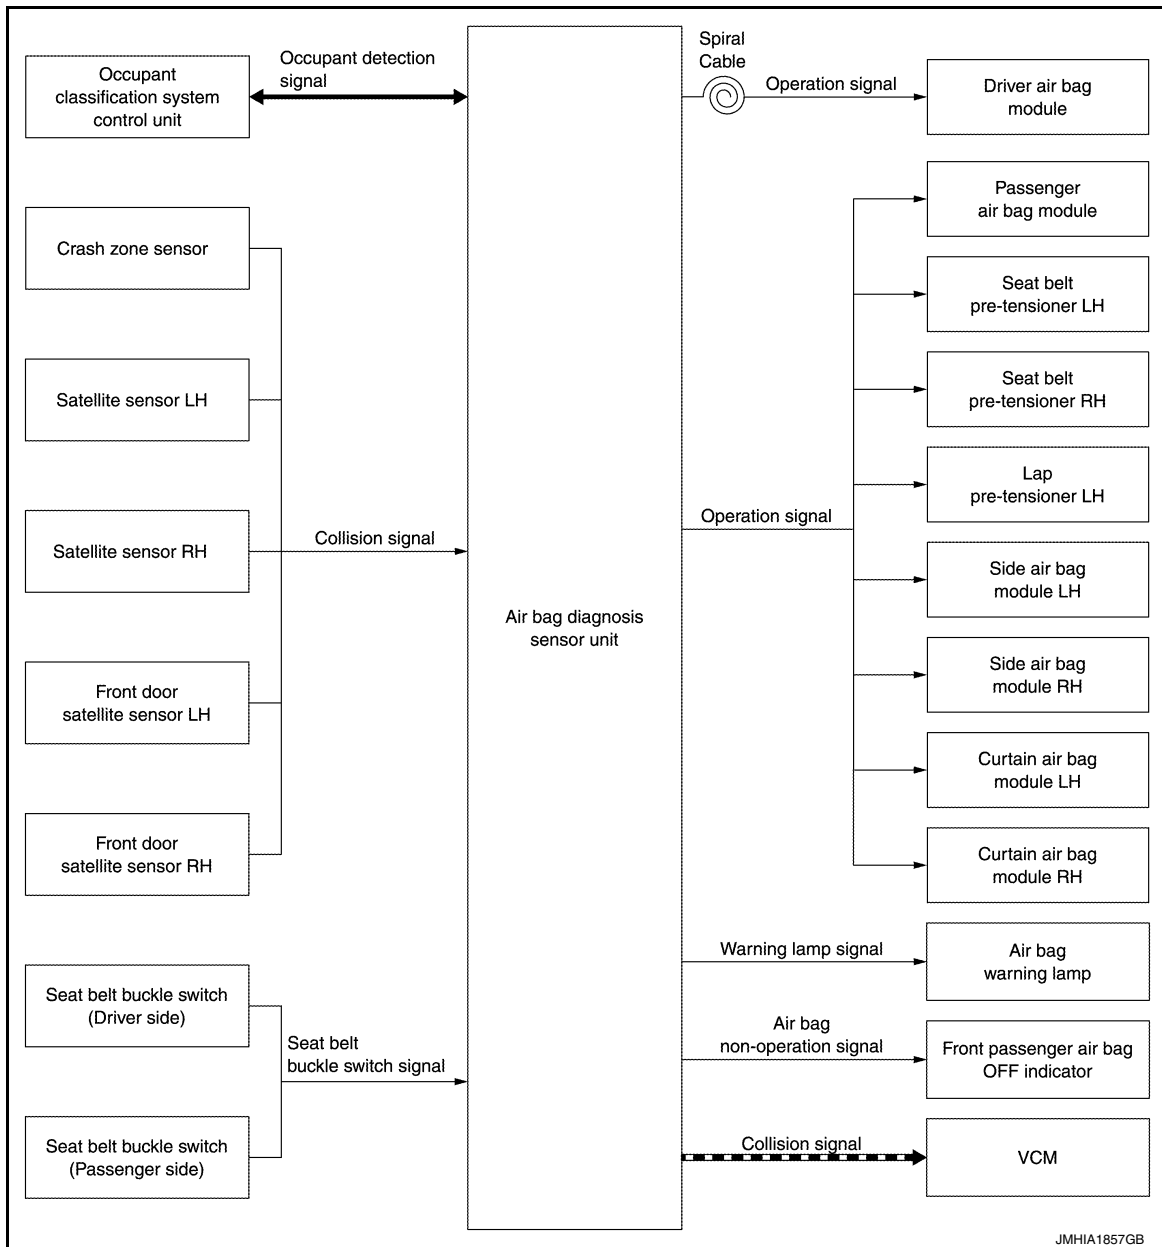 Occupant
classification system
control unit
Occupant detection
signal
Crash zone sensor
Satellite sensor LH
Satellite sensor RH
Collision signal
Front door
satellite sensor LH
Front door
satellite sensor RH
Seat belt buckle switch
(Driver side)
Seat belt
buckle switch signal
Seat belt buckle switch
(Passenger side)
Air bag diagnosis
sensor unit
Spiral
Cable
Operation signal
Driver air bag
module
Passenger
air bag module
Seat belt
pre-tensioner LH
Seat belt
pre-tensioner RH
Lap
pre-tensioner LH
Operation signal
Side air bag
module LH
Side air bag
module RH
Curtain air bag
module LH
Curtain air bag
module RH
Warning lamp signal
Air bag
warning lamp
Air bag
non-operation signal
Front passenger air bag
OFF indicator
Collision signal
VCM
JMHIA1857GB